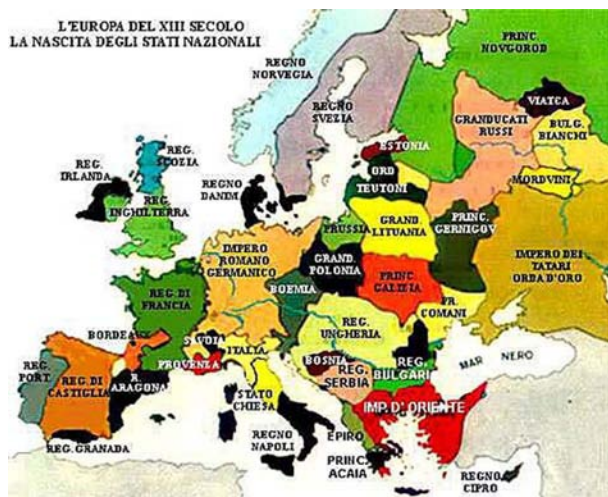 L'EUROPA DEL XIII SECOLO
LA NASCITA DEGLI STATI NAZIONALI
PRINC.
NOVGOROD
REGNO
NORVEGIA
REGNO
SVEZIA
GRANDUCATI
RUSSI
VIATCA
BULG.
BIANCHI
ESTONIA
REG.
SCOZIA
REG.
IRLANDA
ORD
TEUTONI
MORDVINI
REG.
INGHILTERRA
REGNO
DANIM
GRAND.
LITUANIA
PRUSSIA
PRINC.
GERNIGOV
IMPERO
ROMANO
GERMANICO
GRAND.
POLONIA
IMPERO DEI
TATARI
ORDA D'ORO
PRINC.
GALIZIA
BOEMIA
REG. DI
FRANCIA
PR.
COMANI
REG.
UNGHERIA
BORDEAUX
SAVOIA
ITALIA
PROVENZA
MAR NERO
BOSNIA
REG.
SERBIA
REG.
BULGARI
REG.
PORT
REG. DI
CASTIGLIA
R.
ARAGONA
STATO
CHIESA
IMP. D' ORIENTE
REG. GRANADA
REGNO
NAPOLI
EPIRO
PRINC.
ACAIA
REGNO
CIPRO